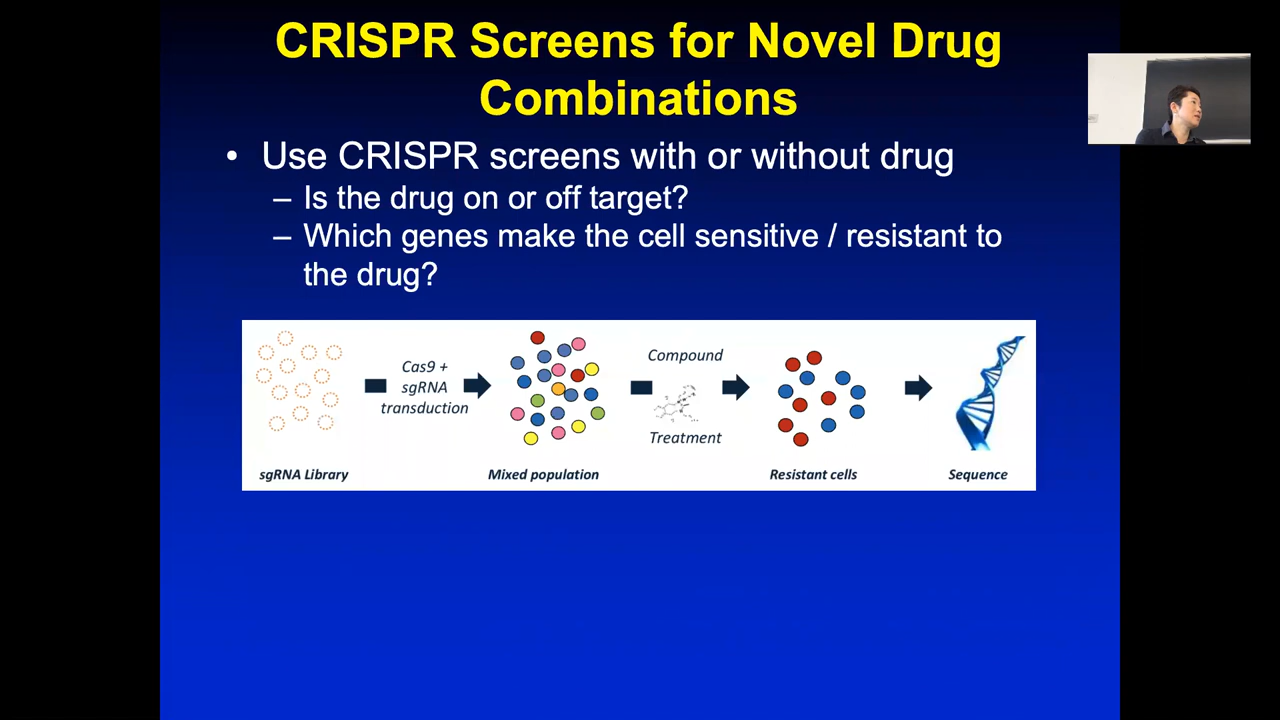 CRISPR Screens for Novel Drug
Combinations
• Use CRISPR screens with or without drug
– Is the drug on or off target?
– Which genes make the cell sensitive / resistant to
the drug?
Cas9 +
sgRNA
transduction
Compound
Treatment
sgRNA Library
Mixed population
Resistant cells
Sequence